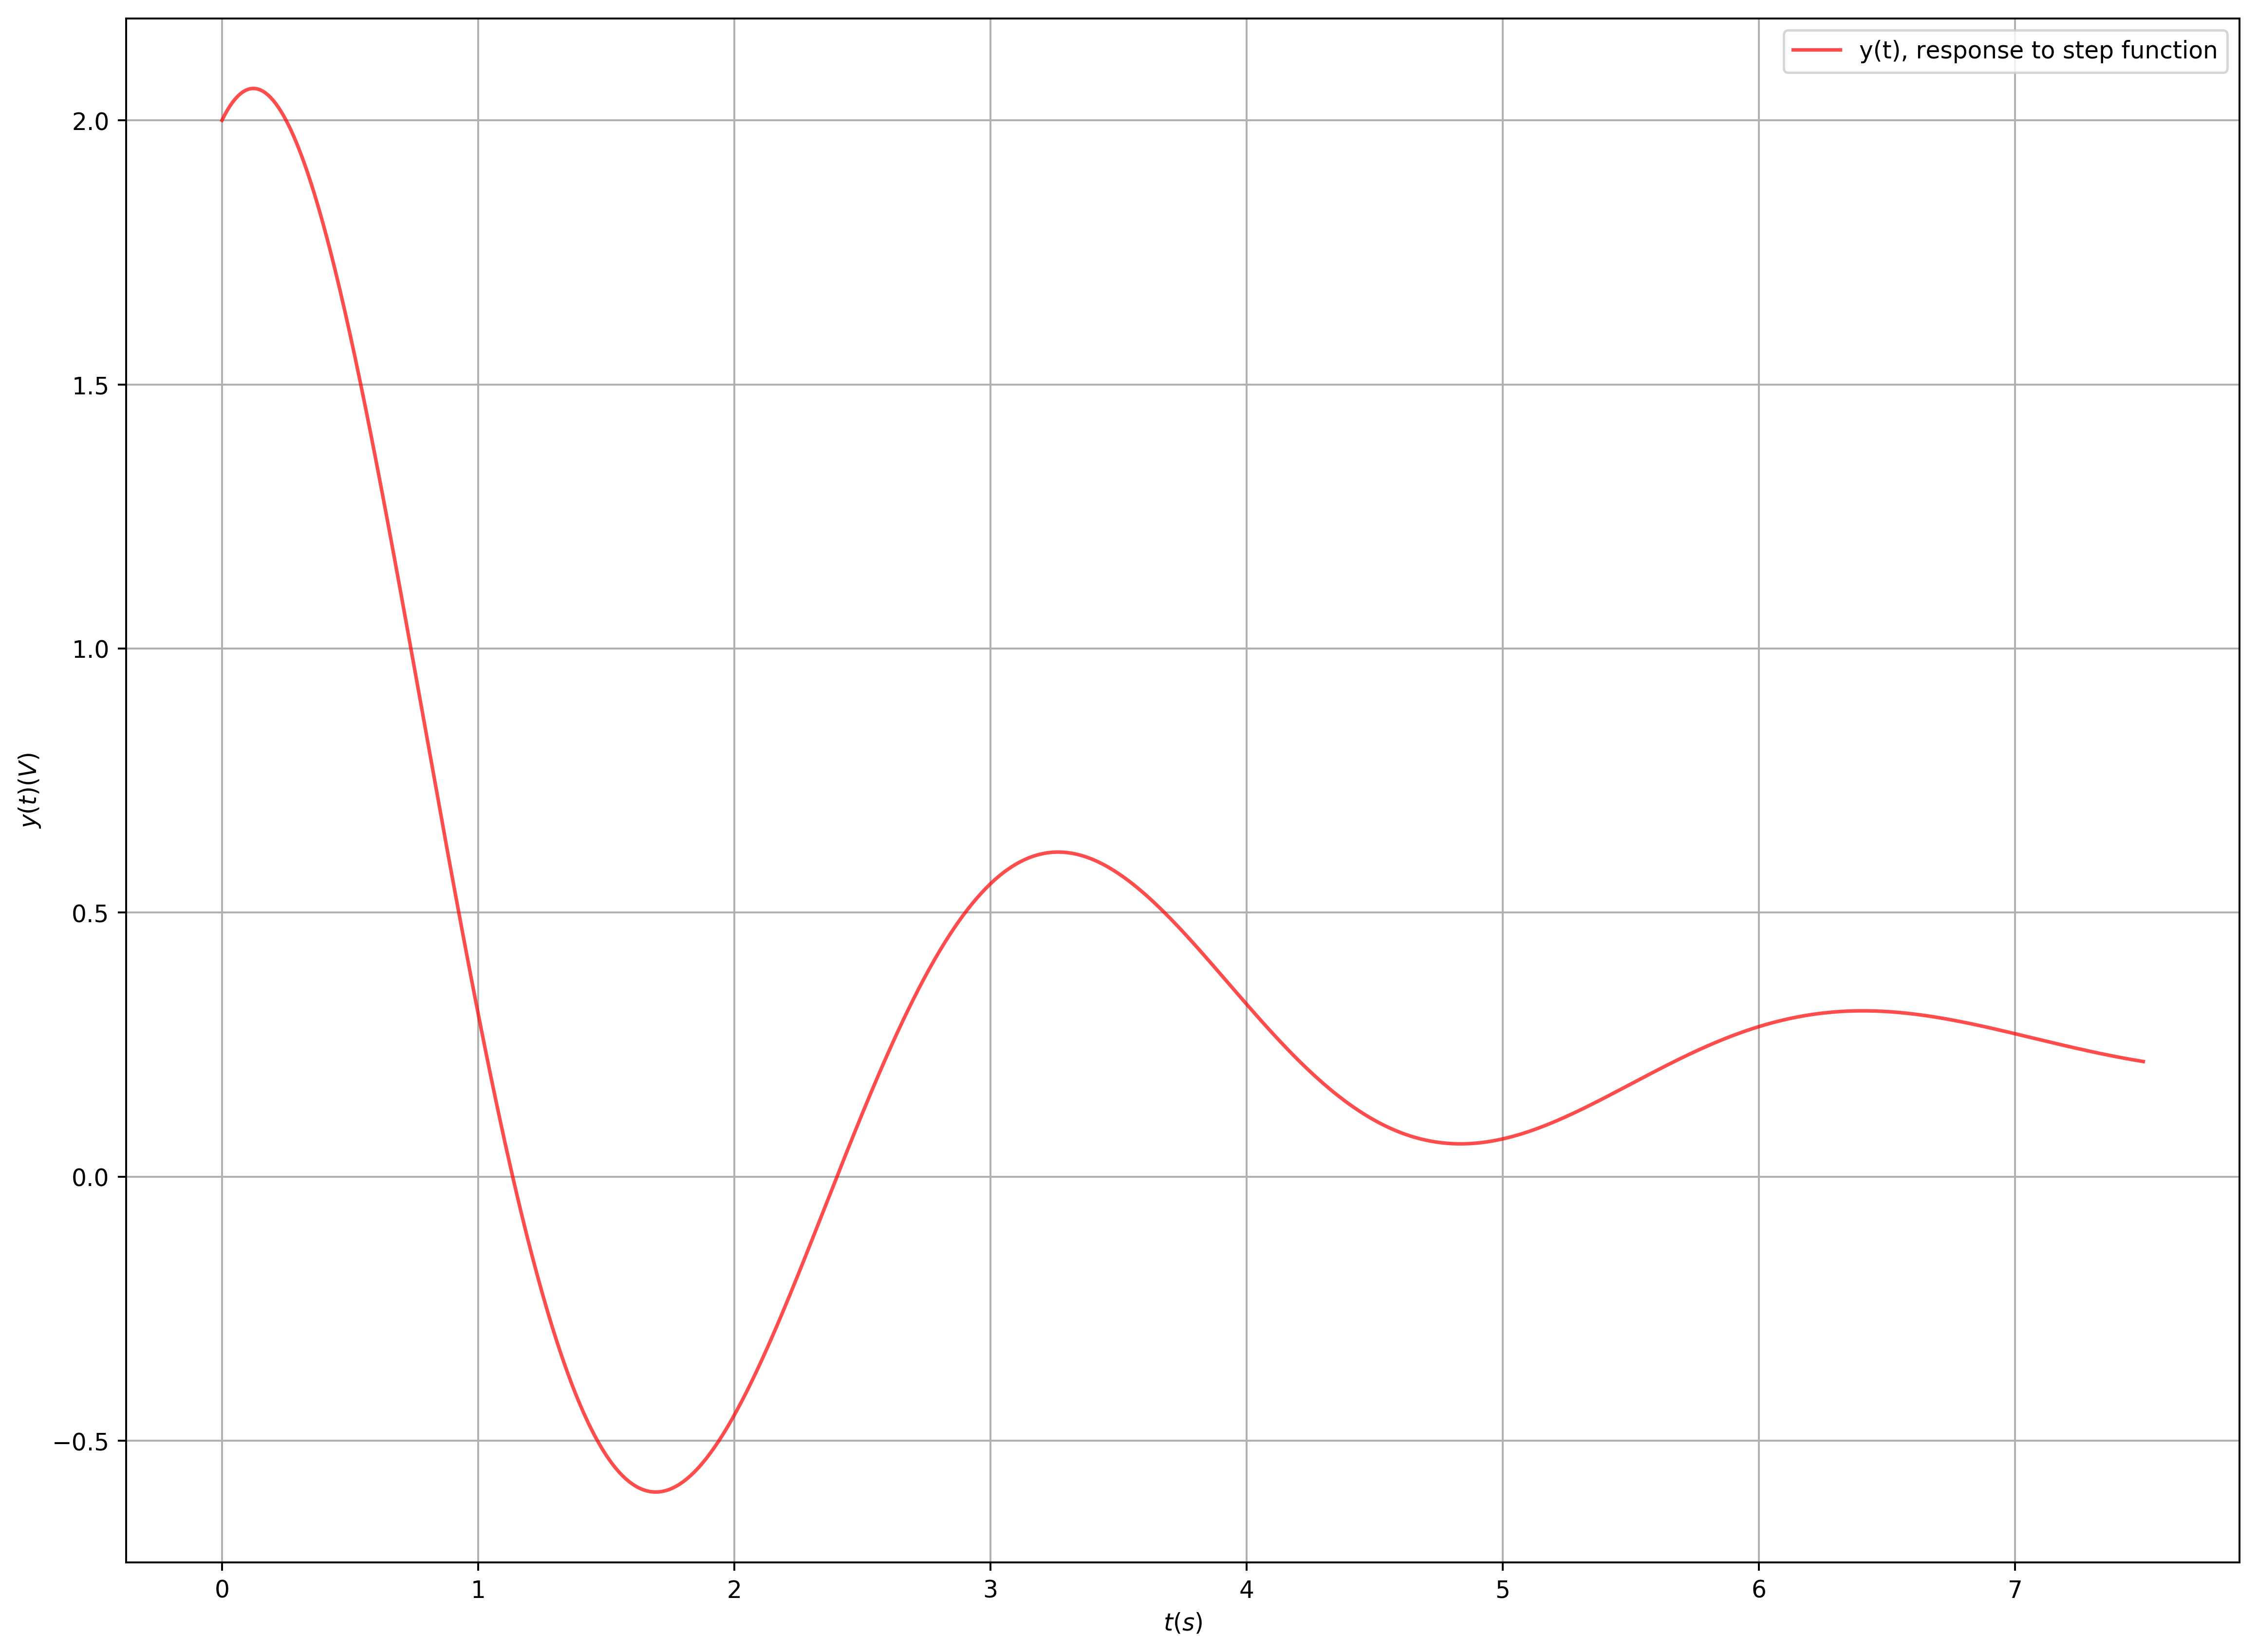 y(t), response to step function
2.0
1.5
1.0
0.5
0.0
−0.5
y(t)(V)
0 1 2 3 4 5 6 7
t(s)